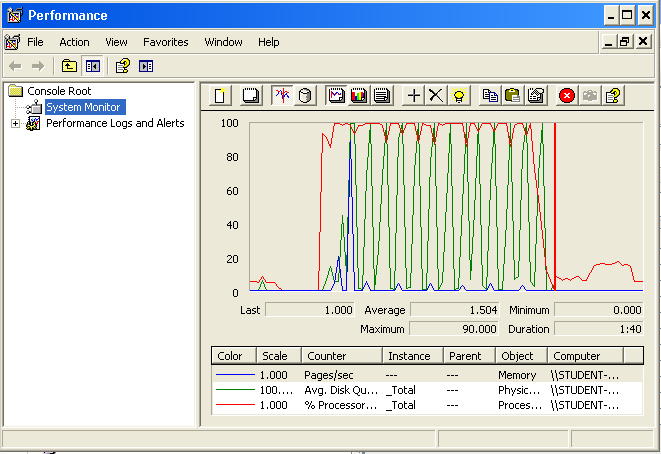 Performance
File Action View Favorites Window Help
Console Root
System Monitor
Performance Logs and Alerts
100
80
60
40
20
0
Last 1.000 Average 1.504 Minimum 0.000
Maximum 90.000 Duration 1:40
Color Scale Counter Instance Parent Object Computer
1.000 Pages/sec --- --- Memory \\STUDENT-...
100.... Avg. Disk Qu... _Total --- Physic... \\STUDENT-...
1.000 % Processor... _Total --- Proces... \\STUDENT-...